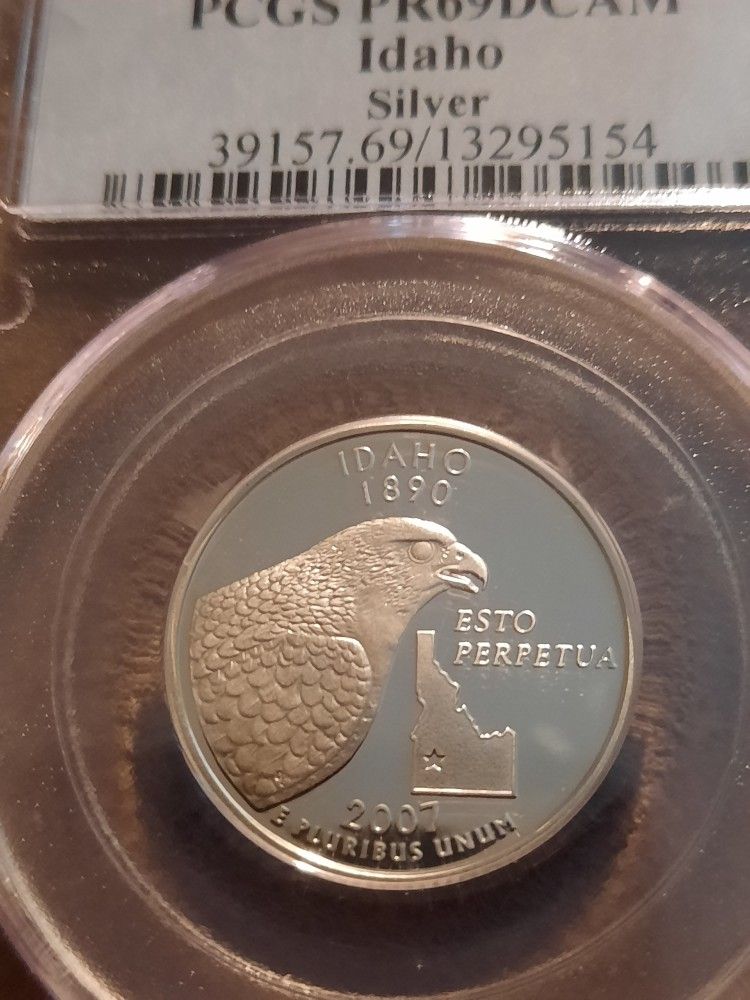 PCGS PR69DCAM
Idaho
Silver
39157.69/13295154
IDAHO
1890
ESTO
PERPETUA
2007
E PLURIBUS UNUM